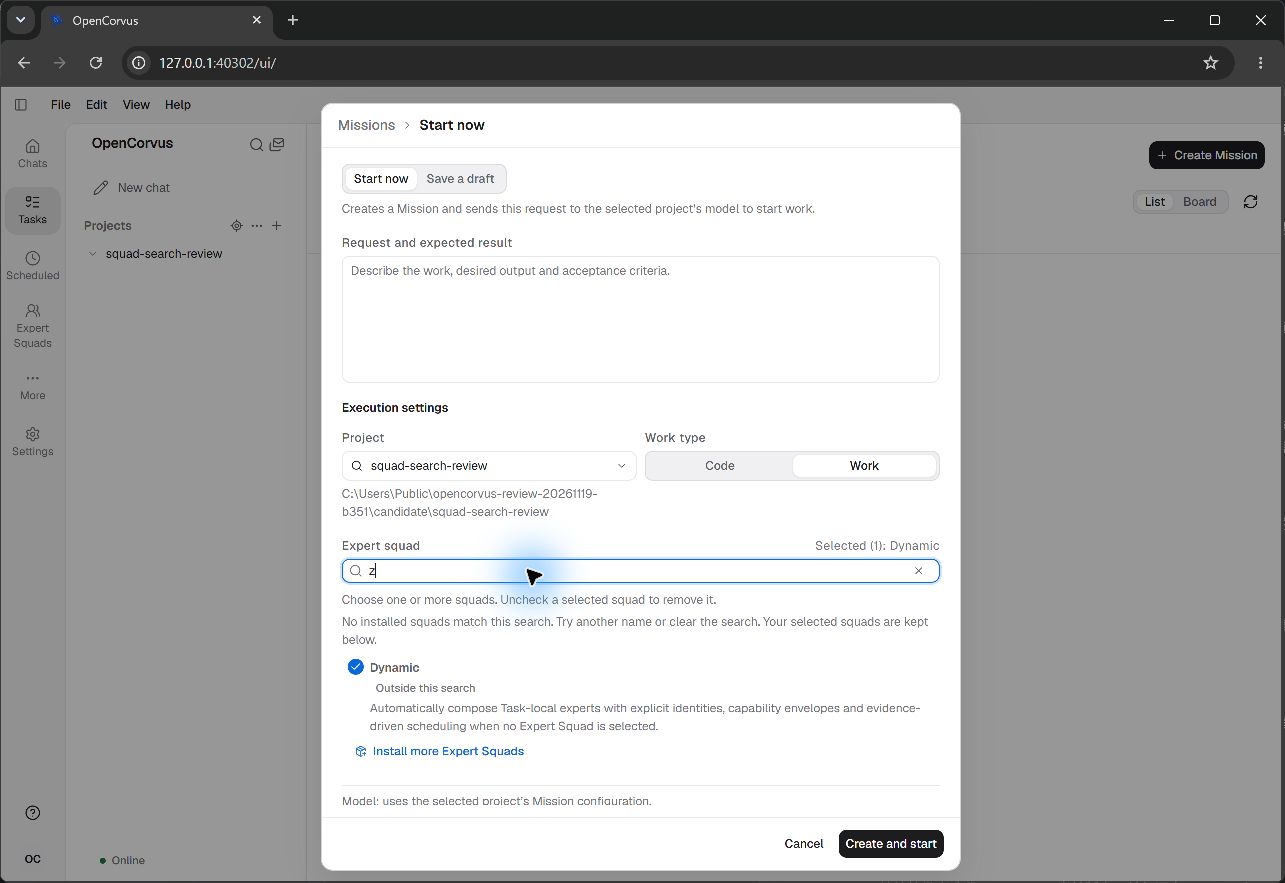 OpenCorvus
127.0.0.1:40302/ui/
File Edit View Help
Chats
Tasks
Scheduled
Expert
Squads
More
Settings
OC
OpenCorvus
New chat
Projects
squad-search-review
Online
Create Mission
List Board
Missions > Start now
Start now Save a draft
Creates a Mission and sends this request to the selected project's model to start work.
Request and expected result
Describe the work, desired output and acceptance criteria.
Execution settings
Project Work type
squad-search-review Code Work
C:\Users\Public\opencorvus-review-20261119-
b351\candidate\squad-search-review
Expert squad Selected (1): Dynamic
z
Choose one or more squads. Uncheck a selected squad to remove it.
No installed squads match this search. Try another name or clear the search. Your selected squads are kept
below.
Dynamic
Outside this search
Automatically compose Task-local experts with explicit identities, capability envelopes and evidence-
driven scheduling when no Expert Squad is selected.
Install more Expert Squads
Model: uses the selected project's Mission configuration.
Cancel Create and start